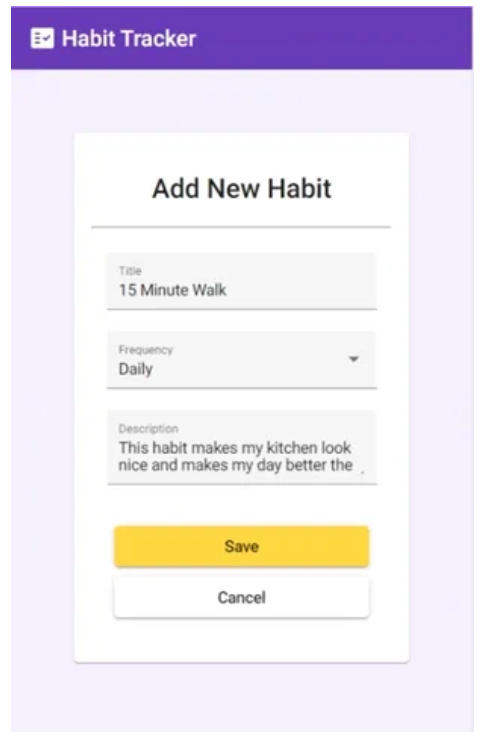 Habit Tracker
Add New Habit
Title
15 Minute Walk
Frequency
Daily
Description
This habit makes my kitchen look
nice and makes my day better the
Save
Cancel